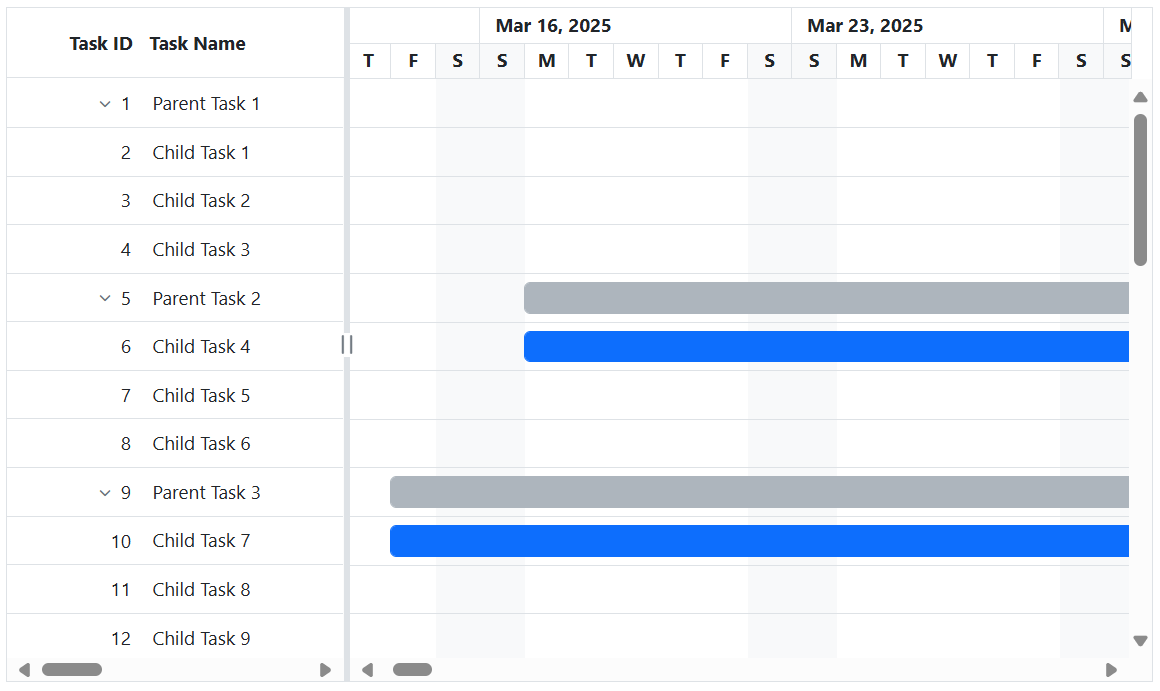 Task ID Task Name Mar 16, 2025 Mar 23, 2025
T F S S M T W T F S S M T W T F S S
1 Parent Task 1
2 Child Task 1
3 Child Task 2
4 Child Task 3
5 Parent Task 2
6 Child Task 4
7 Child Task 5
8 Child Task 6
9 Parent Task 3
10 Child Task 7
11 Child Task 8
12 Child Task 9